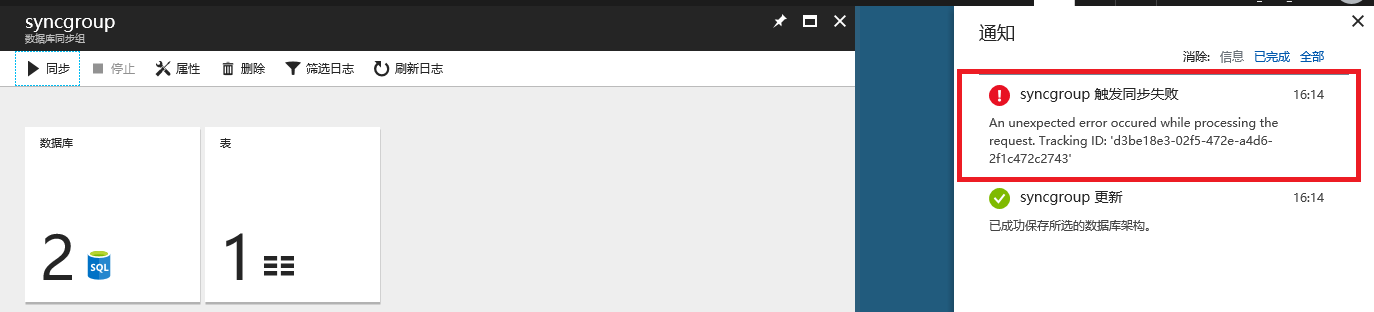 syncgroup
数据库同步组
同步 停止 属性 删除 筛选日志 刷新日志
数据库
2
SQL
表
1
通知
消除: 信息 已完成 全部
syncgroup 触发同步失败 16:14
An unexpected error occured while processing the
request. Tracking ID: 'd3be18e3-02f5-472e-a4d6-
2f1c472c2743'
syncgroup 更新 16:14
已成功保存所选的数据库架构。